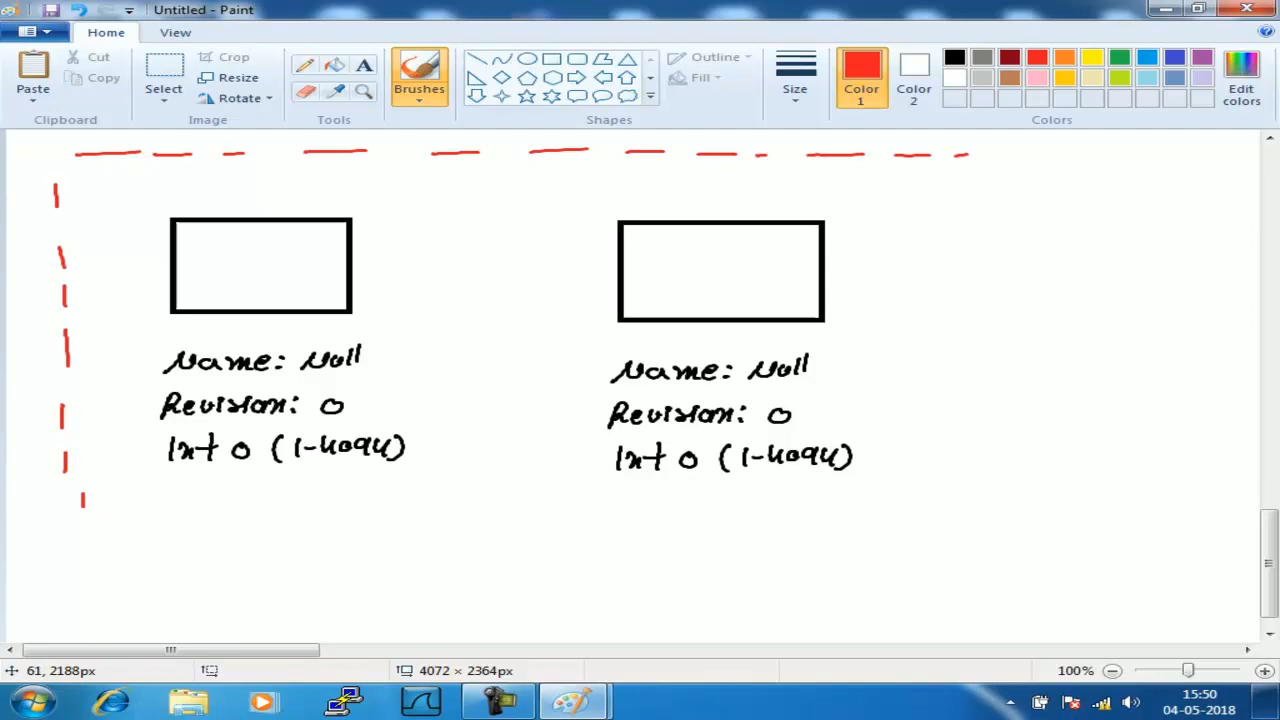 Untitled - Paint
Home View
Paste
Cut
Copy
Clipboard
Select
Crop
Resize
Rotate
Image
A
Tools
Brushes
Outline
Fill
Shapes
Size
Color 1
Color 2
Edit colors
Colors
Name: Null
Revision: 0
Inst 0 (1-4094)
Name: Null
Revision: 0
Inst 0 (1-4094)
61, 2188px
4072 × 2364px
100%
15:50
04-05-2018